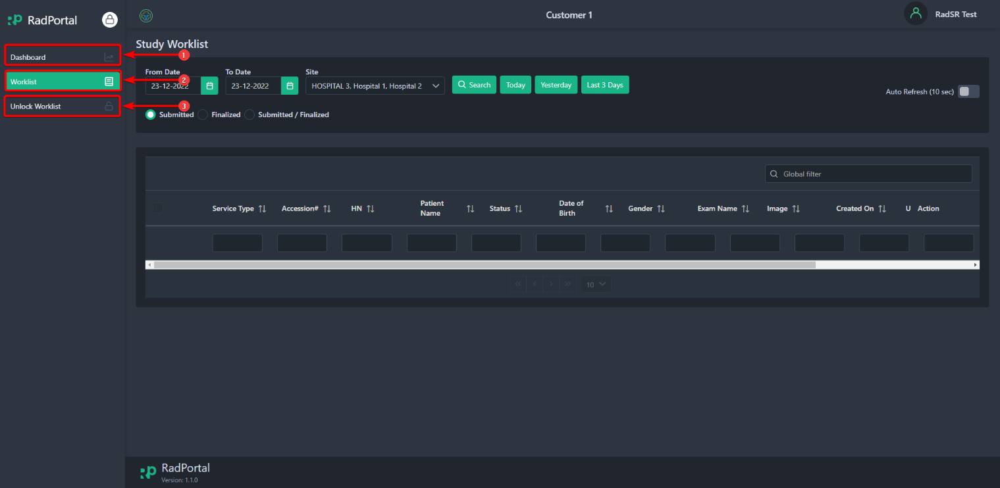 RadPortal
Customer 1
RadSR Test
Dashboard
1
Worklist
2
Unlock Worklist
3
Study Worklist
From Date
To Date
Site
23-12-2022
23-12-2022
HOSPITAL 3, Hospital 1, Hospital 2
Search
Today
Yesterday
Last 3 Days
Auto Refresh (10 sec)
Submitted
Finalized
Submitted / Finalized
Global filter
Service Type
Accession#
HN
Patient
Name
Status
Date of
Birth
Gender
Exam Name
Image
Created On
U
Action
10
RadPortal
Version: 1.1.0